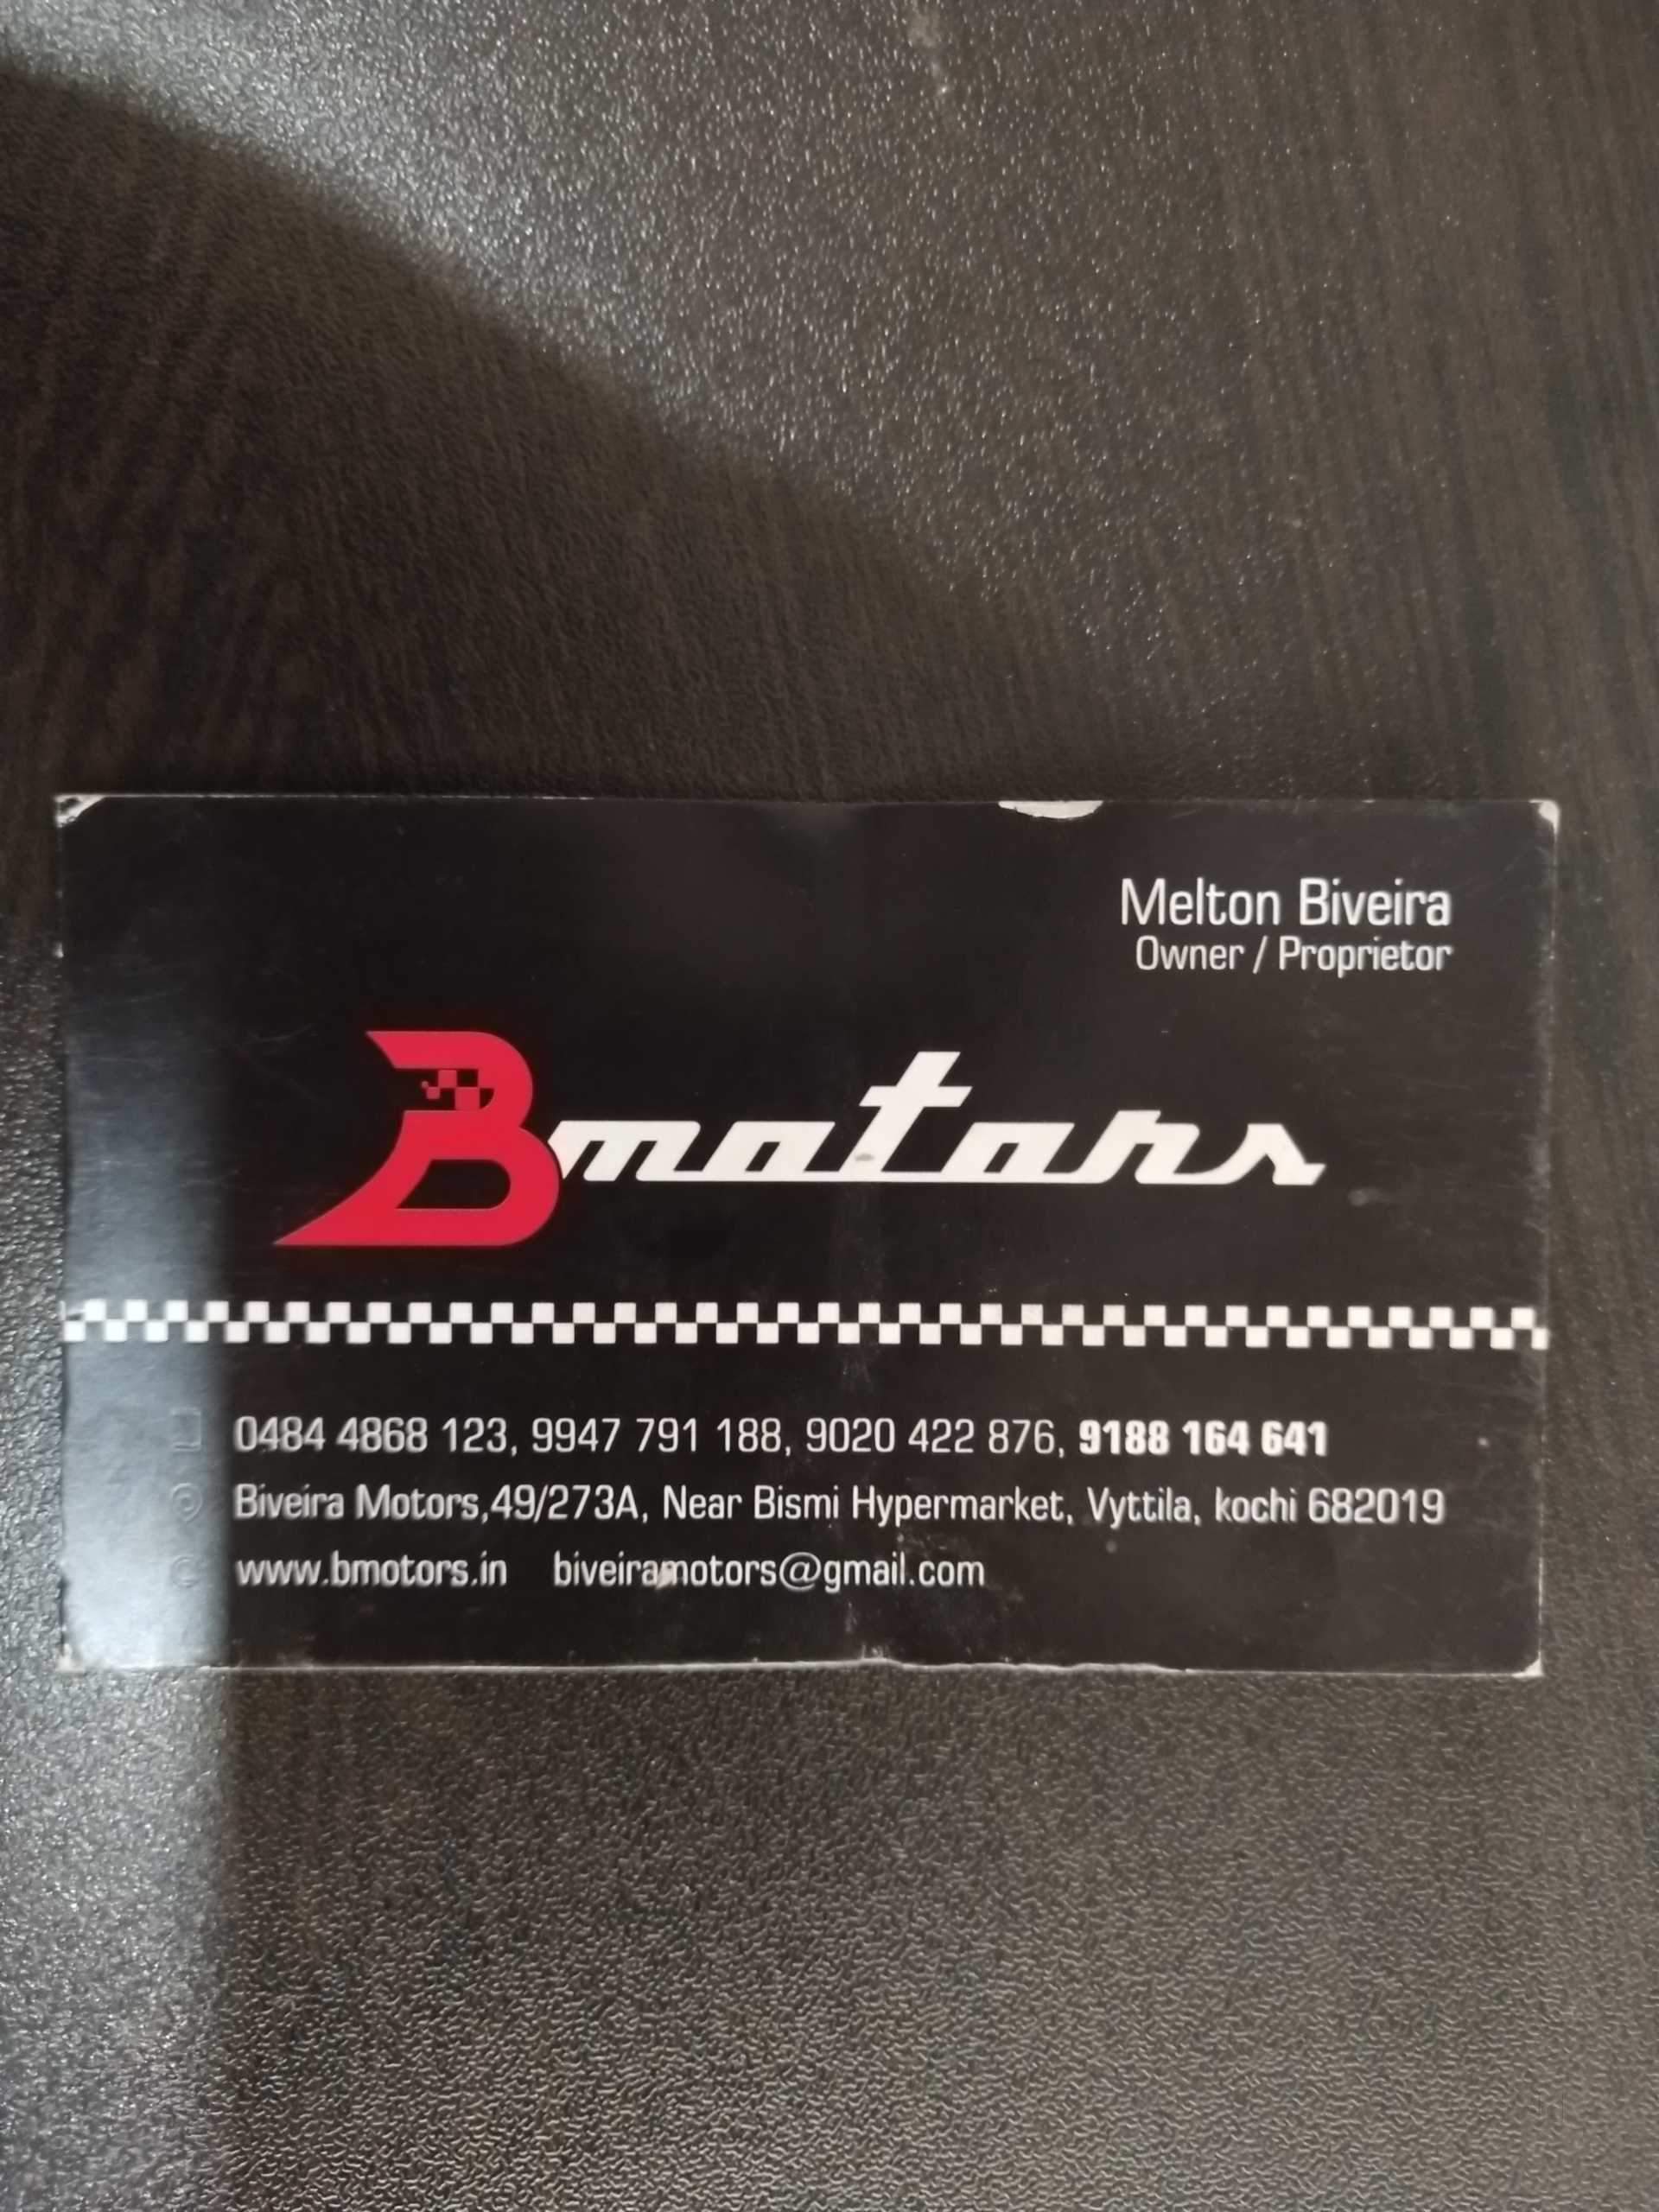 Melton Biveira
Owner / Proprietor
Bmotors
0484 4868 123, 9947 791 188, 9020 422 876, 9188 164 641
Biveira Motors,49/273A, Near Bismi Hypermarket, Vyttila, kochi 682019
www.bmotors.in biveiramotors@gmail.com